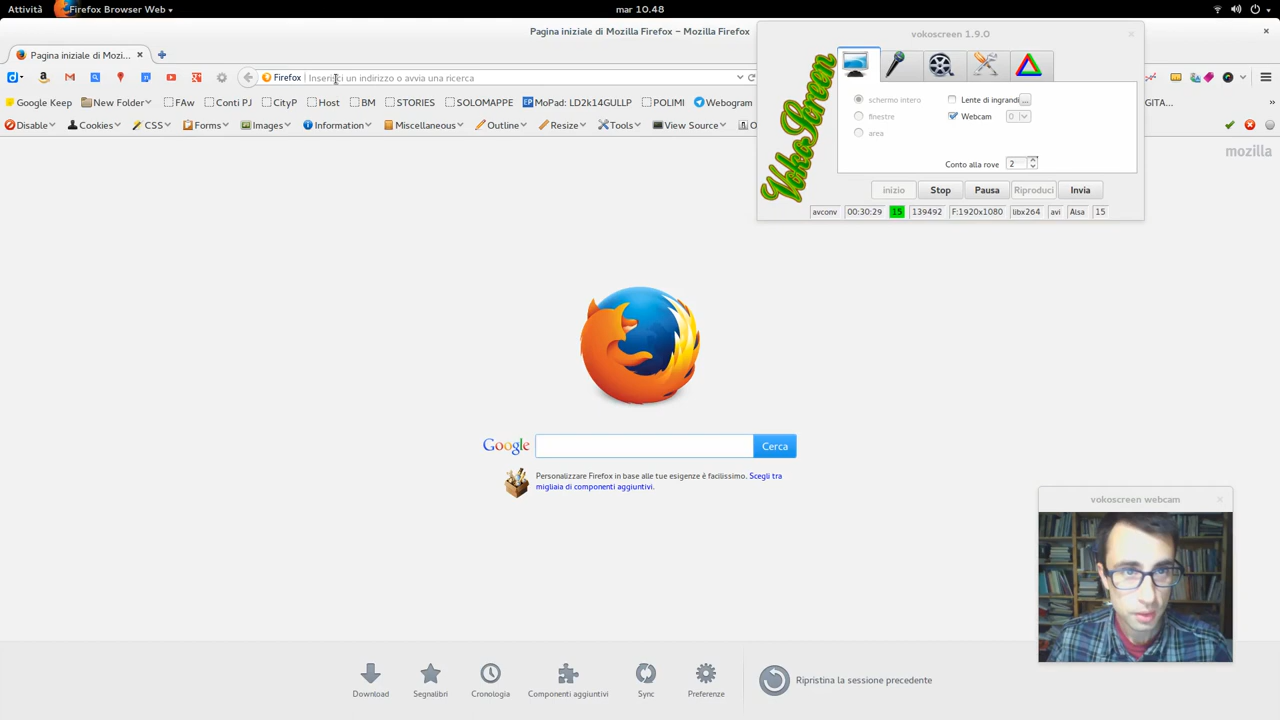 Attività Firefox Browser Web mar 10.48
Pagina iniziale di Mozilla Firefox – Mozilla Firefox
Pagina iniziale di Mozi...
Firefox Inserisci un indirizzo o avvia una ricerca
Google Keep New Folder FAw Conti PJ CityP Host BM STORIES SOLOMAPPE MoPad: LD2k14GULLP POLIMI Webogram GITA...
Disable Cookies CSS Forms Images Information Miscellaneous Outline Resize Tools View Source
mozilla
vokoscreen 1.9.0
VokoScreen
schermo intero Lente di ingrandi ...
finestre Webcam 0
area
Conto alla rove 2
inizio Stop Pausa Riproduci Invia
avconv 00:30:29 15 139492 F:1920x1080 libx264 avi Alsa 15
Google Cerca
Personalizzare Firefox in base alle tue esigenze è facilissimo. Scegli tra
migliaia di componenti aggiuntivi.
vokoscreen webcam
Download Segnalibri Cronologia Componenti aggiuntivi Sync Preferenze Ripristina la sessione precedente